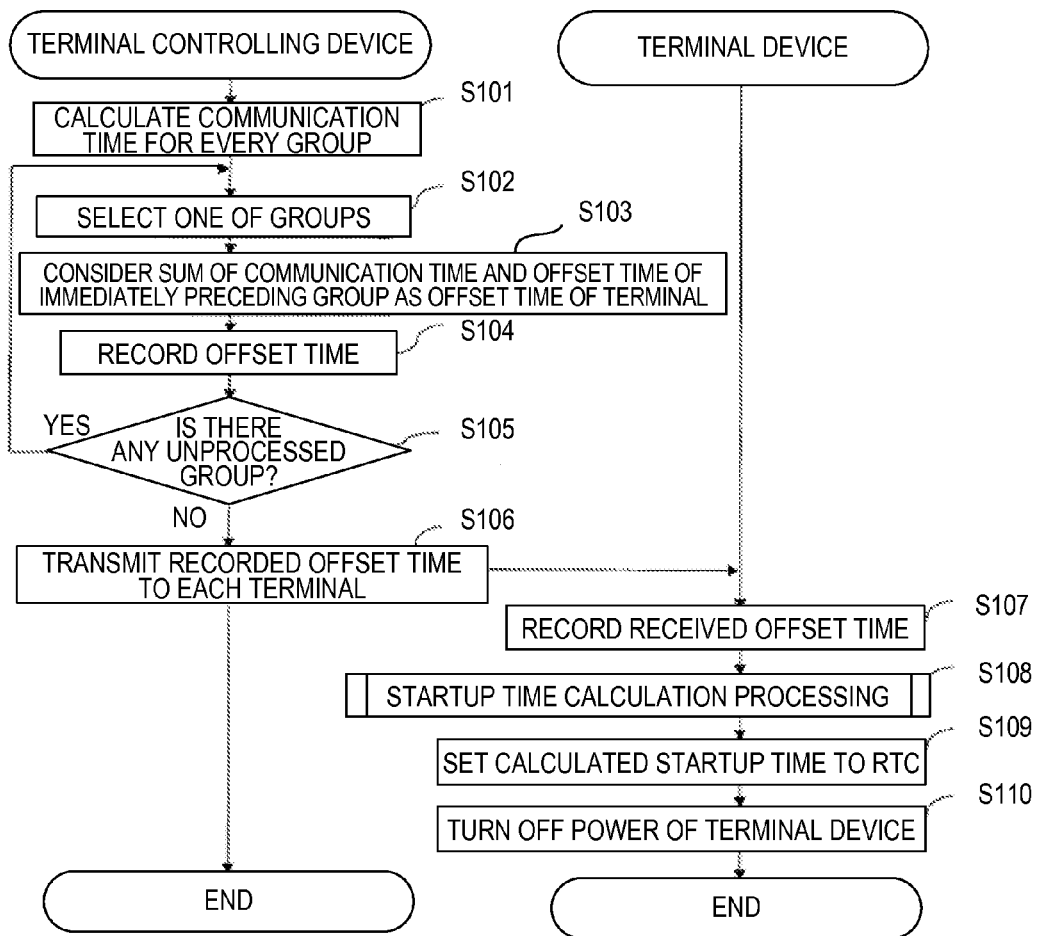 TERMINAL CONTROLLING DEVICE
TERMINAL DEVICE
S101
CALCULATE COMMUNICATION
TIME FOR EVERY GROUP
S102
SELECT ONE OF GROUPS
S103
CONSIDER SUM OF COMMUNICATION TIME AND OFFSET TIME OF
IMMEDIATELY PRECEDING GROUP AS OFFSET TIME OF TERMINAL
S104
RECORD OFFSET TIME
YES
IS THERE
ANY UNPROCESSED
GROUP?
S105
NO
S106
TRANSMIT RECORDED OFFSET TIME
TO EACH TERMINAL
S107
RECORD RECEIVED OFFSET TIME
S108
STARTUP TIME CALCULATION PROCESSING
S109
SET CALCULATED STARTUP TIME TO RTC
S110
TURN OFF POWER OF TERMINAL DEVICE
END
END